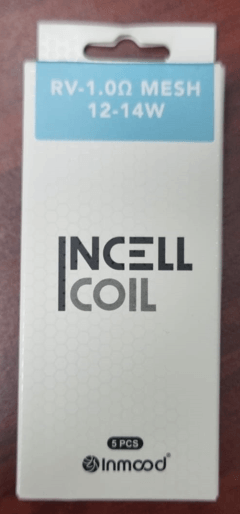 RV-1.0Ω MESH
12-14W
INCELL
COIL
5 PCS
Inmood®